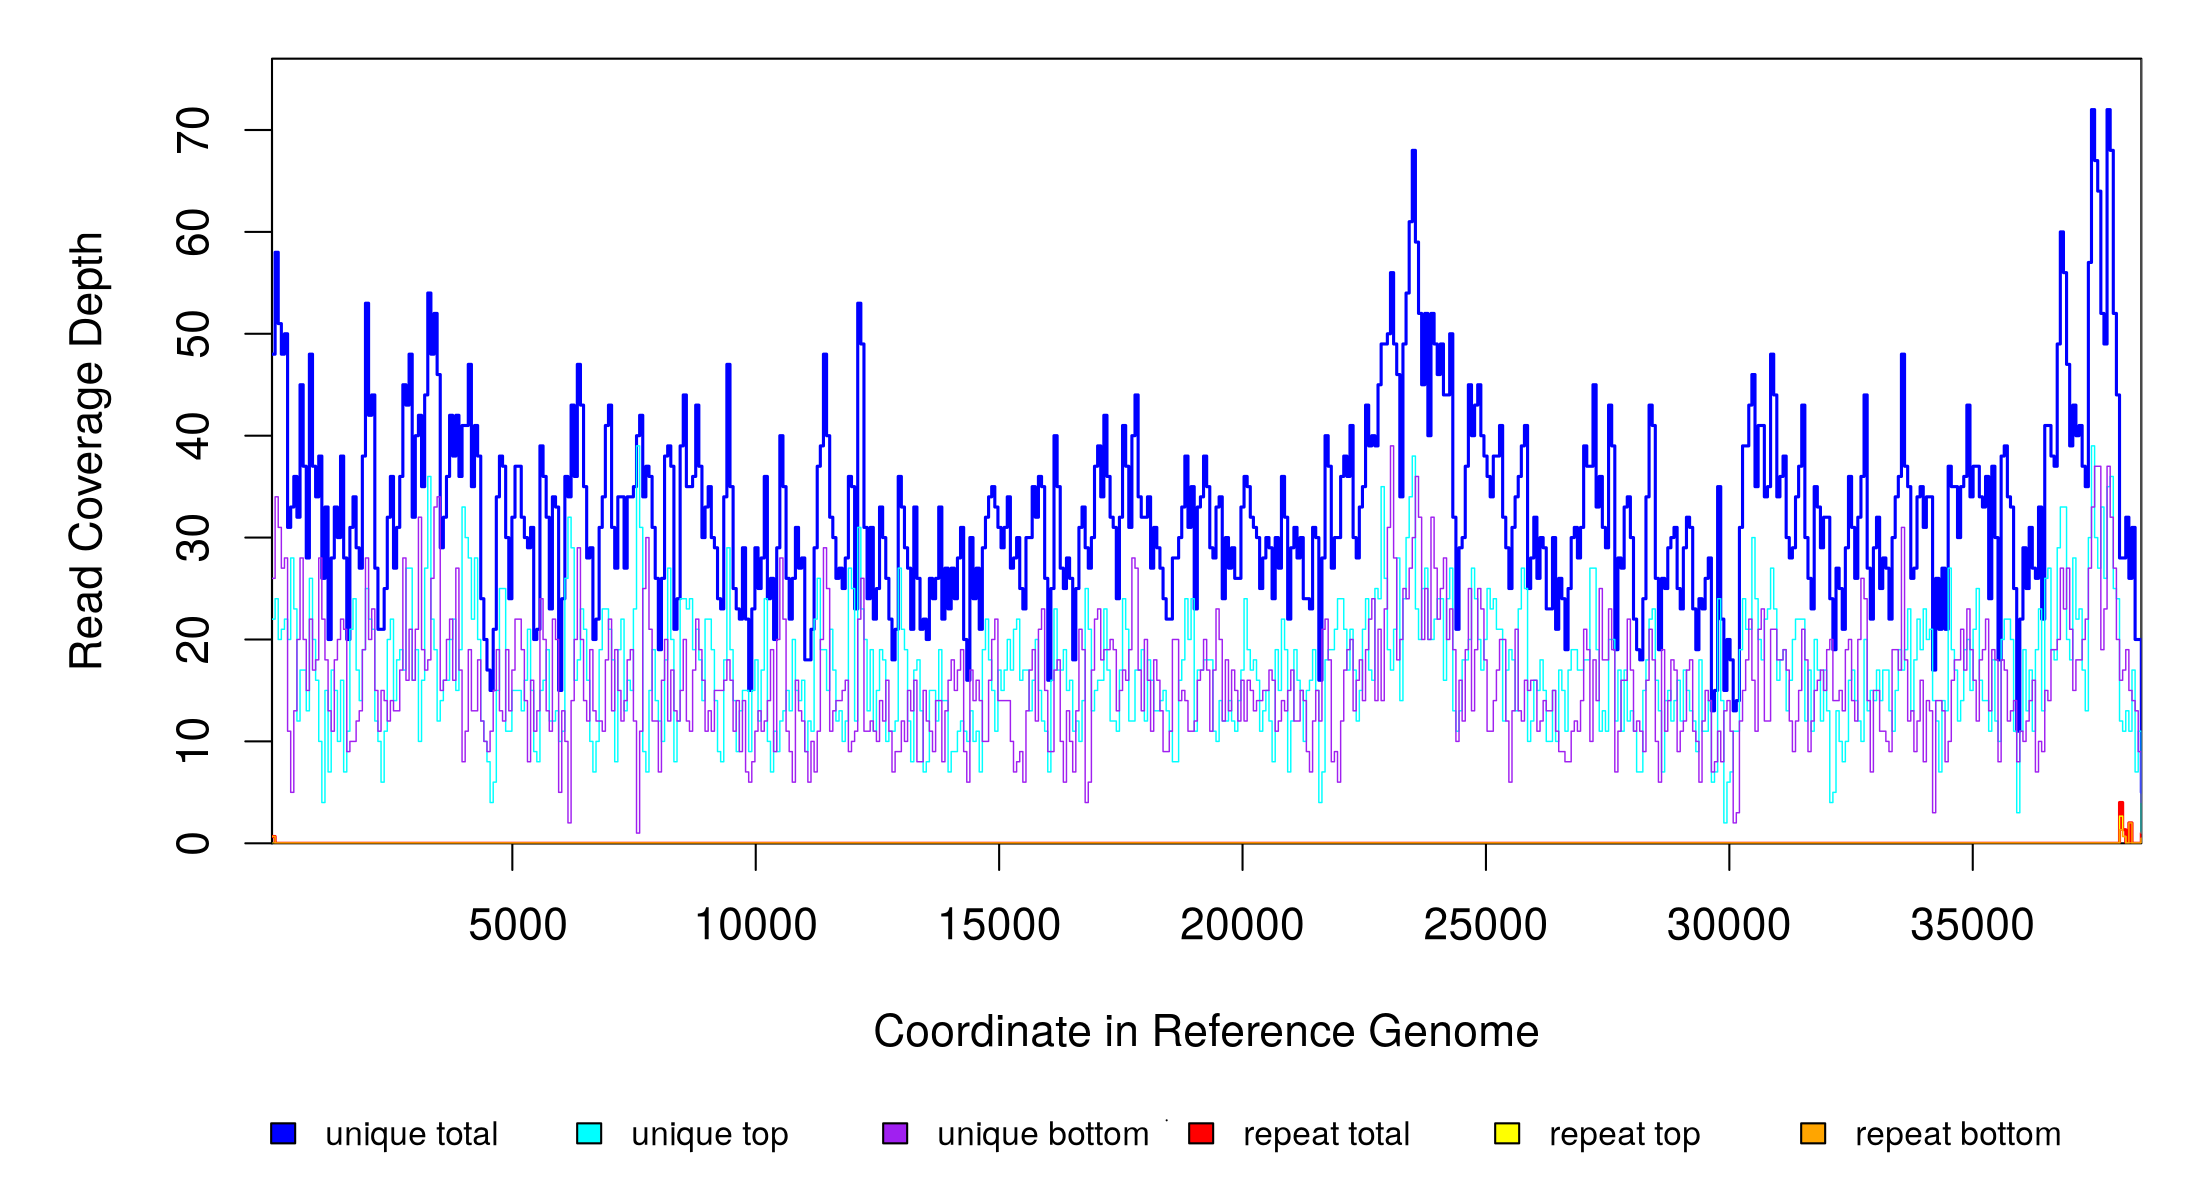 Read Coverage Depth
70
60
50
40
30
20
10
0
5000 10000 15000 20000 25000 30000 35000
Coordinate in Reference Genome
unique total unique top unique bottom repeat total repeat top repeat bottom